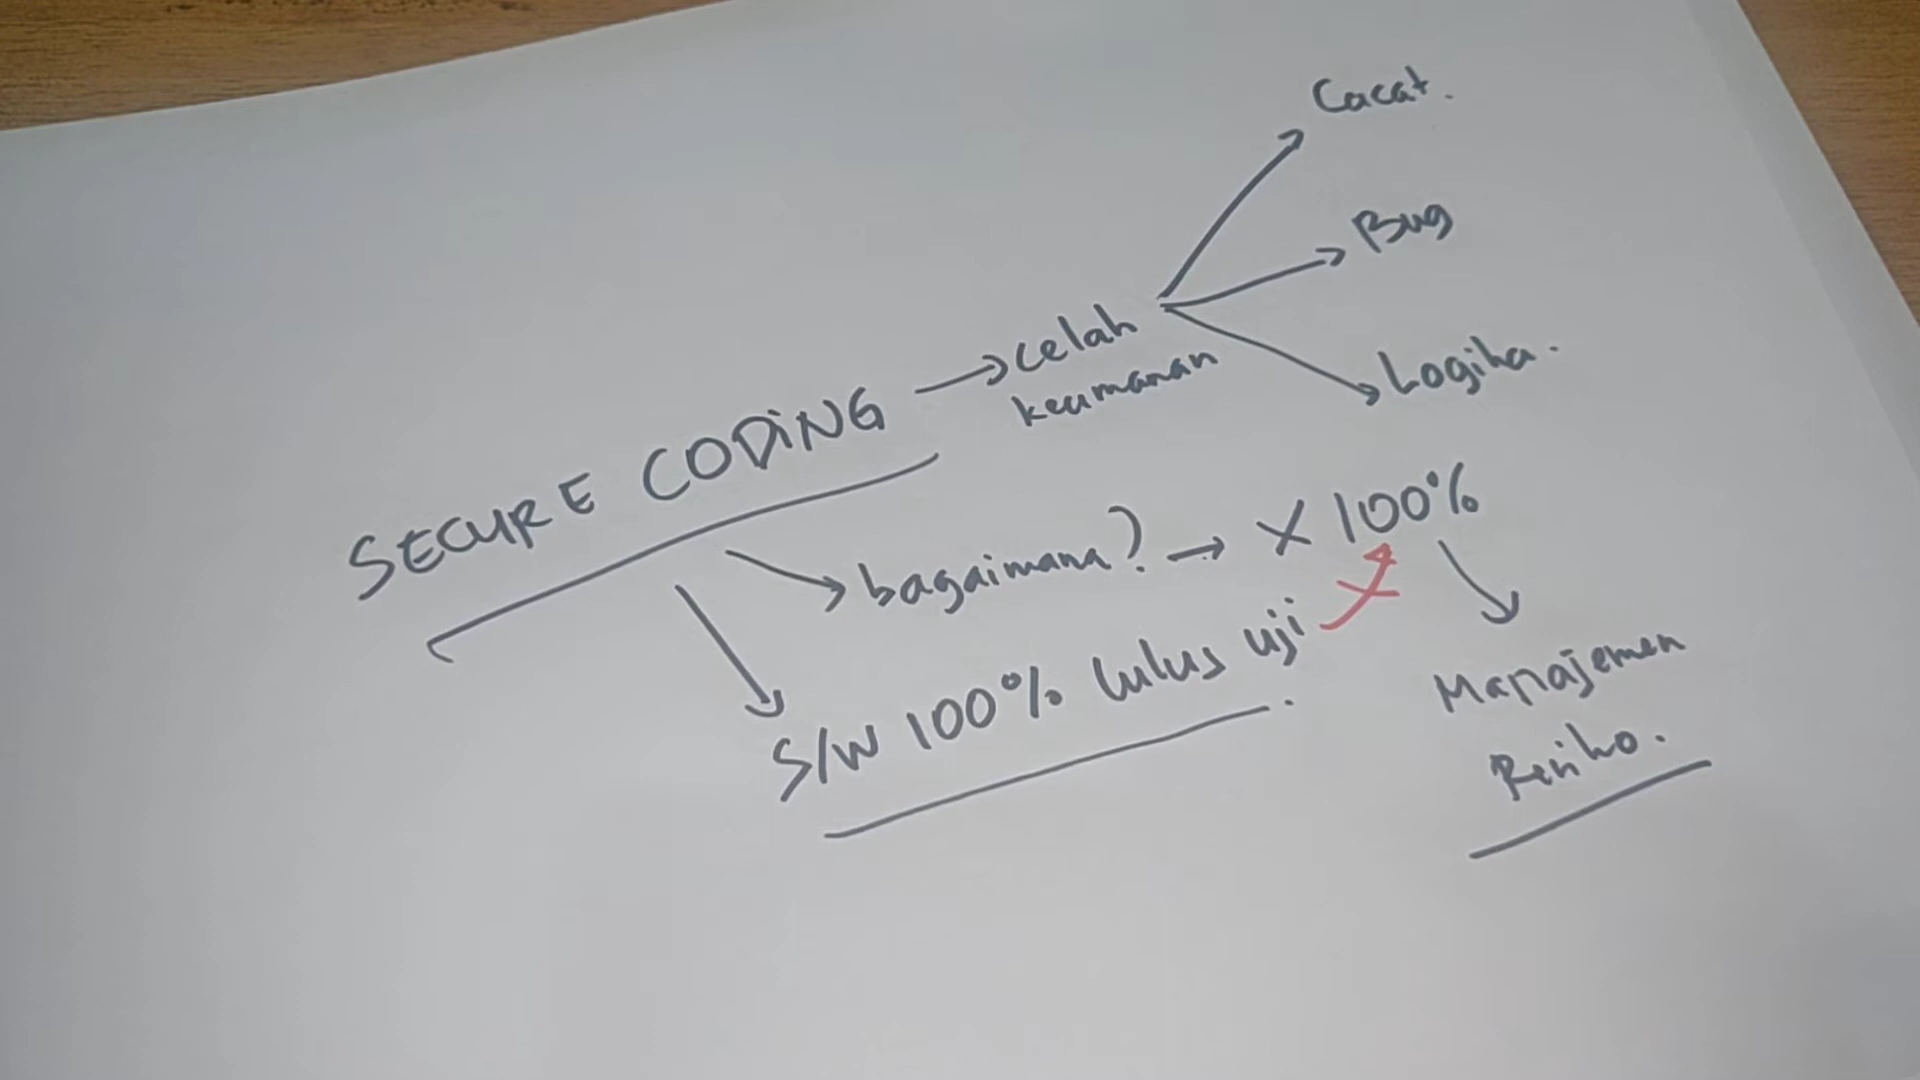 SECURE CODING
celah
keamanan
Cacat.
Bug
Logika.
bagaimana? → X 100%
S/W 100% lulus uji.
Manajemen
Resiko.